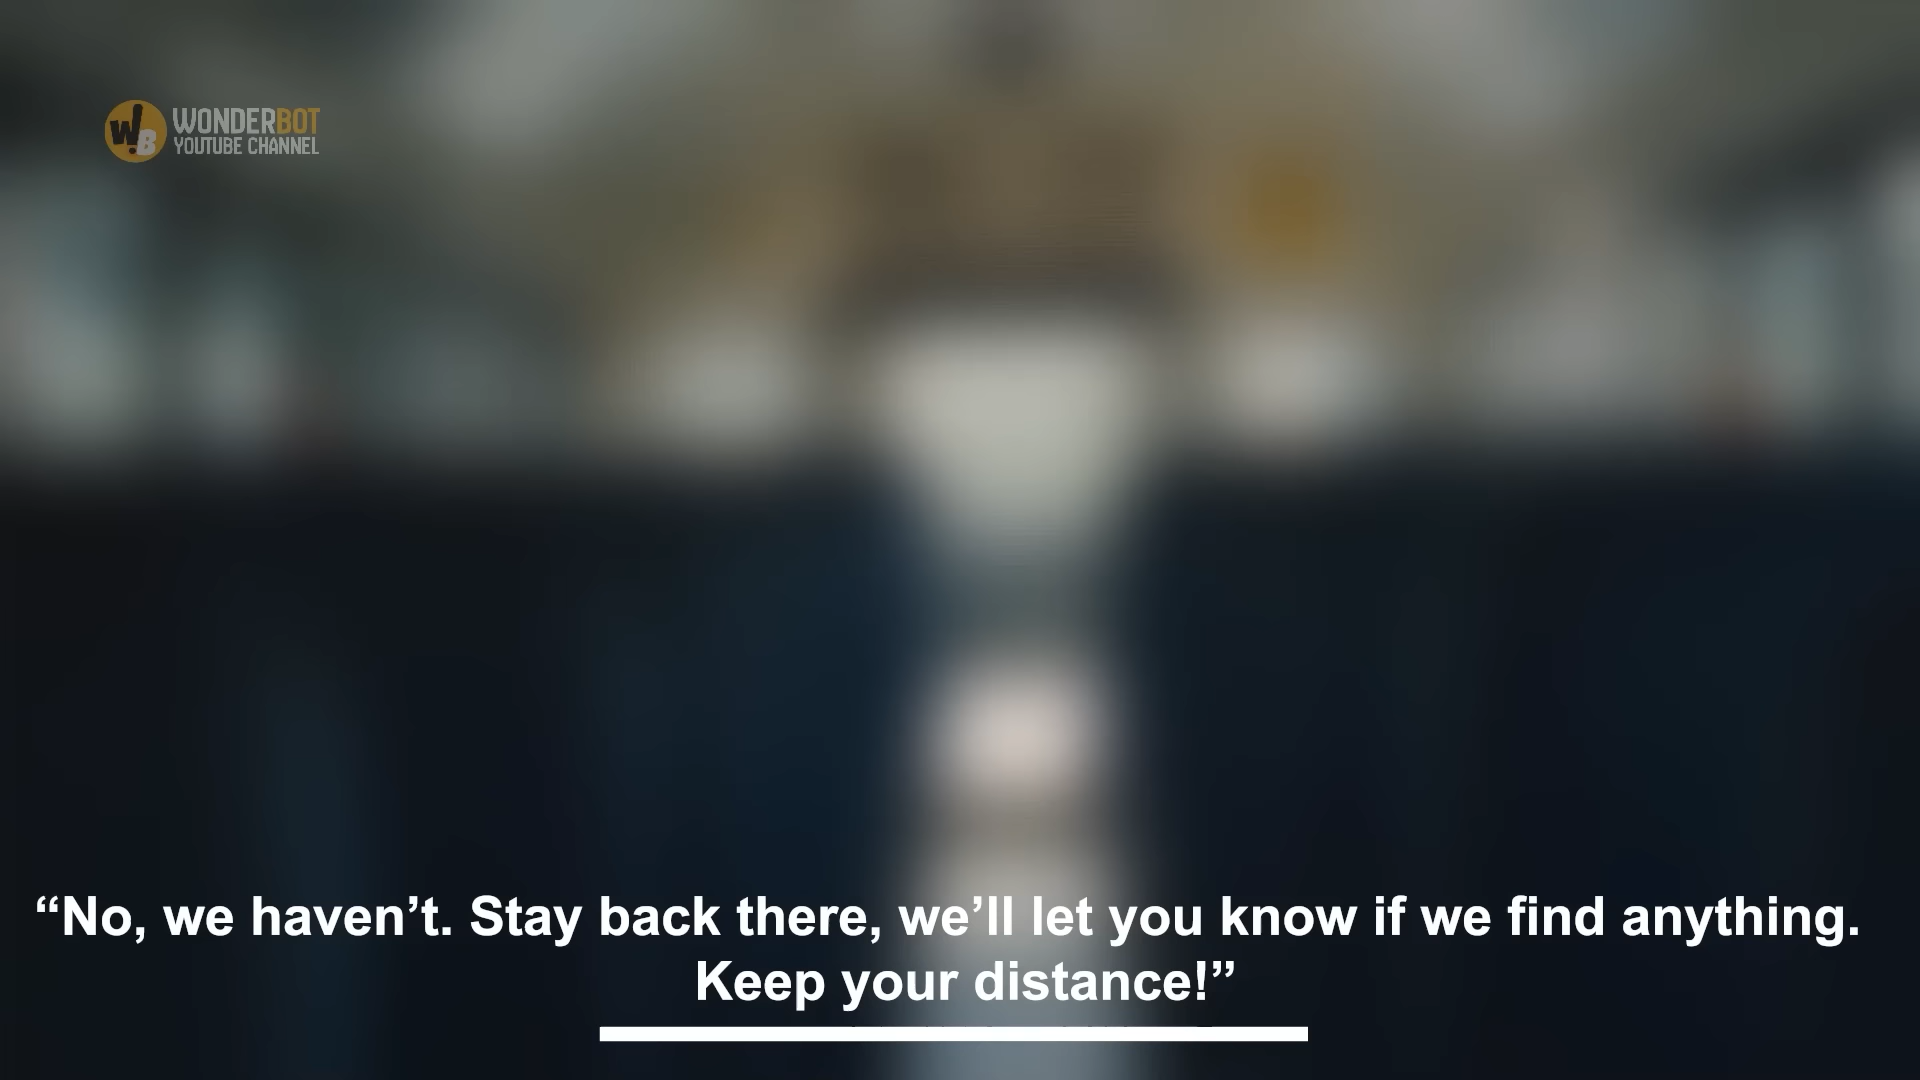 WONDERBOT
YOUTUBE CHANNEL
“No, we haven’t. Stay back there, we’ll let you know if we find anything.
Keep your distance!”